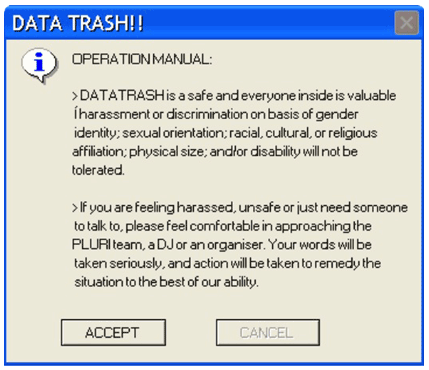 DATA TRASH!!
OPERATION MANUAL:
> DATATRASH is a safe and everyone inside is valuable
Í harassment or discrimination on basis of gender
identity; sexual orientation; racial, cultural, or religious
affiliation; physical size; and/or disability will not be
tolerated.
> If you are feeling harassed, unsafe or just need someone
to talk to, please feel comfortable in approaching the
PLURI team, a DJ or an organiser. Your words will be
taken seriously, and action will be taken to remedy the
situation to the best of our ability.
ACCEPT
CANCEL